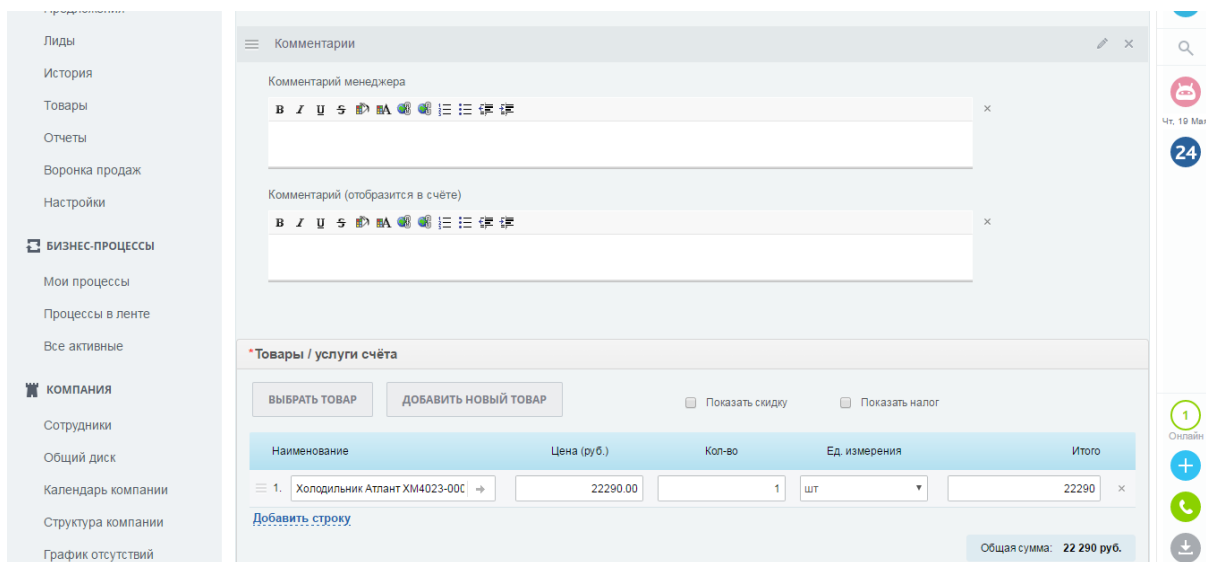 Лиды
История
Товары
Отчеты
Воронка продаж
Настройки
БИЗНЕС-ПРОЦЕССЫ
Мои процессы
Процессы в ленте
Все активные
КОМПАНИЯ
Сотрудники
Общий диск
Календарь компании
Структура компании
График отсутствий
Комментарии
Комментарий менеджера
B I U S
Комментарий (отобразится в счёте)
B I U S
*Товары / услуги счёта
ВЫБРАТЬ ТОВАР ДОБАВИТЬ НОВЫЙ ТОВАР Показать скидку Показать налог
Наименование Цена (руб.) Кол-во Ед. измерения Итого
1. Холодильник Атлант ХМ4023-000 22290.00 1 шт 22290
Добавить строку
Общая сумма: 22 290 руб.
Чт, 19 Мая
24
1
Онлайн